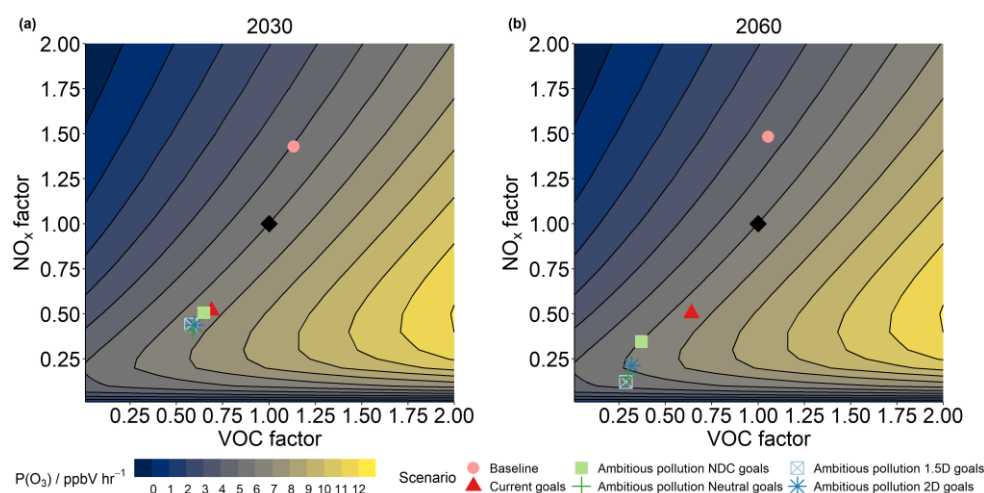 (a) 2030
(b) 2060
NOx factor
2.00
1.75
1.50
1.25
1.00
0.75
0.50
0.25
0.25 0.50 0.75 1.00 1.25 1.50 1.75 2.00
VOC factor
NOx factor
2.00
1.75
1.50
1.25
1.00
0.75
0.50
0.25
0.25 0.50 0.75 1.00 1.25 1.50 1.75 2.00
VOC factor
P(O₃) / ppbV hr⁻¹
0 1 2 3 4 5 6 7 8 9 10 11 12
Scenario
Baseline
Current goals
Ambitious pollution NDC goals
Ambitious pollution Neutral goals
Ambitious pollution 1.5D goals
Ambitious pollution 2D goals